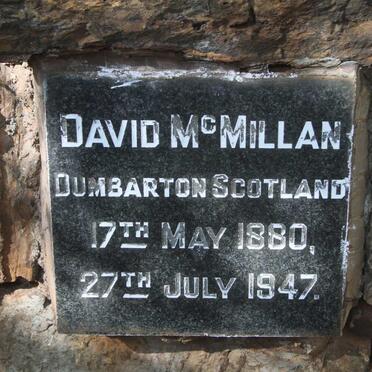 DAVID McMILLAN
DUMBARTON SCOTLAND
17TH MAY 1880,
27TH JULY 1947.